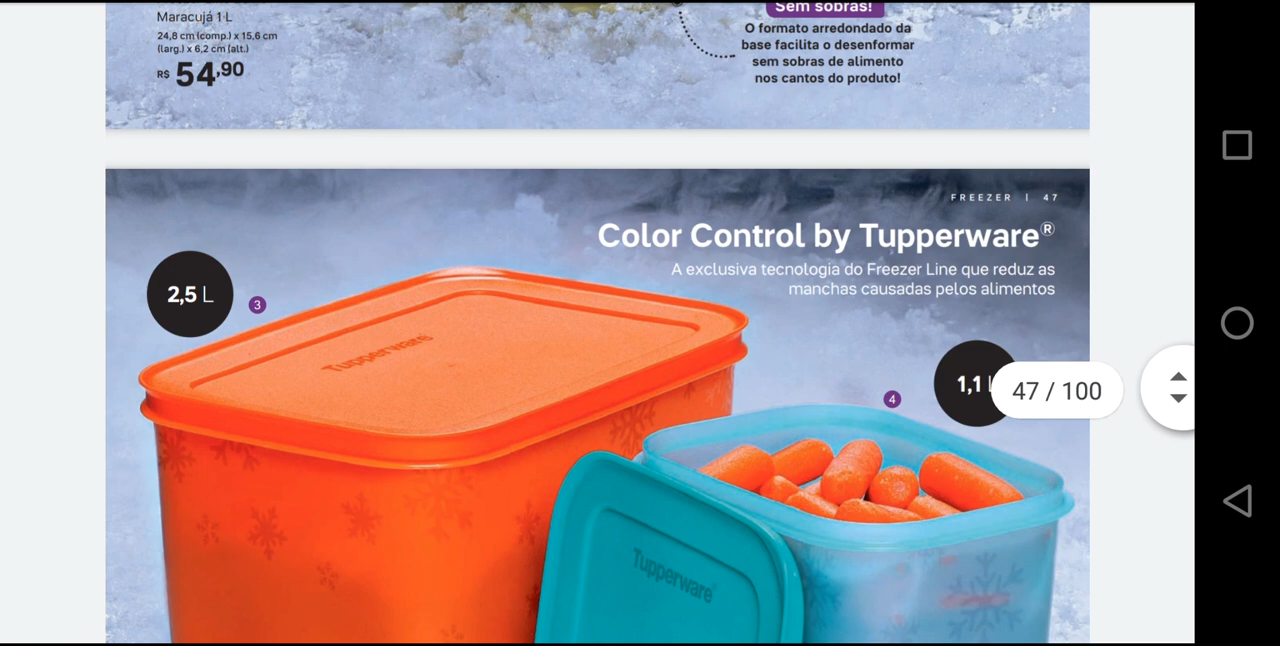 Maracujá 1 L
24,8 cm (comp.) x 15,6 cm
(larg.) x 6,2 cm (alt.)
R$ 54,90
Sem sobras!
O formato arredondado da
base facilita o desenformar
sem sobras de alimento
nos cantos do produto!
FREEZER | 47
Color Control by Tupperware®
A exclusiva tecnologia do Freezer Line que reduz as
manchas causadas pelos alimentos
2,5 L
3
Tupperware
1,1 L
4
47 / 100
Tupperware